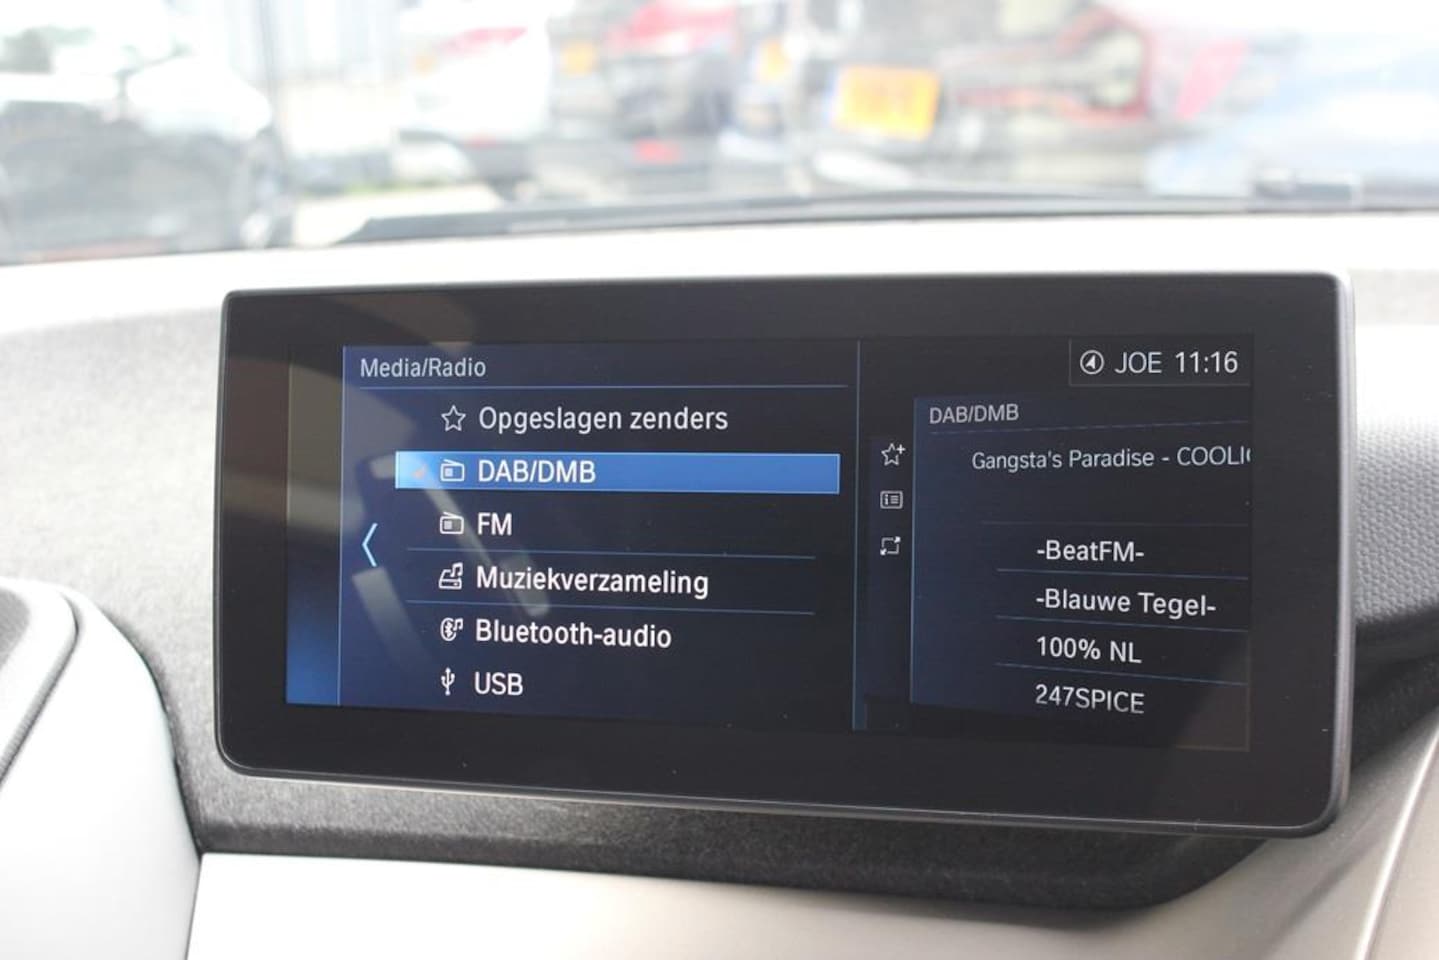 Media/Radio
Opgeslagen zenders
DAB/DMB
FM
Muziekverzameling
Bluetooth-audio
USB
JOE 11:16
DAB/DMB
Gangsta's Paradise - COOLI
-BeatFM-
-Blauwe Tegel-
100% NL
247SPICE